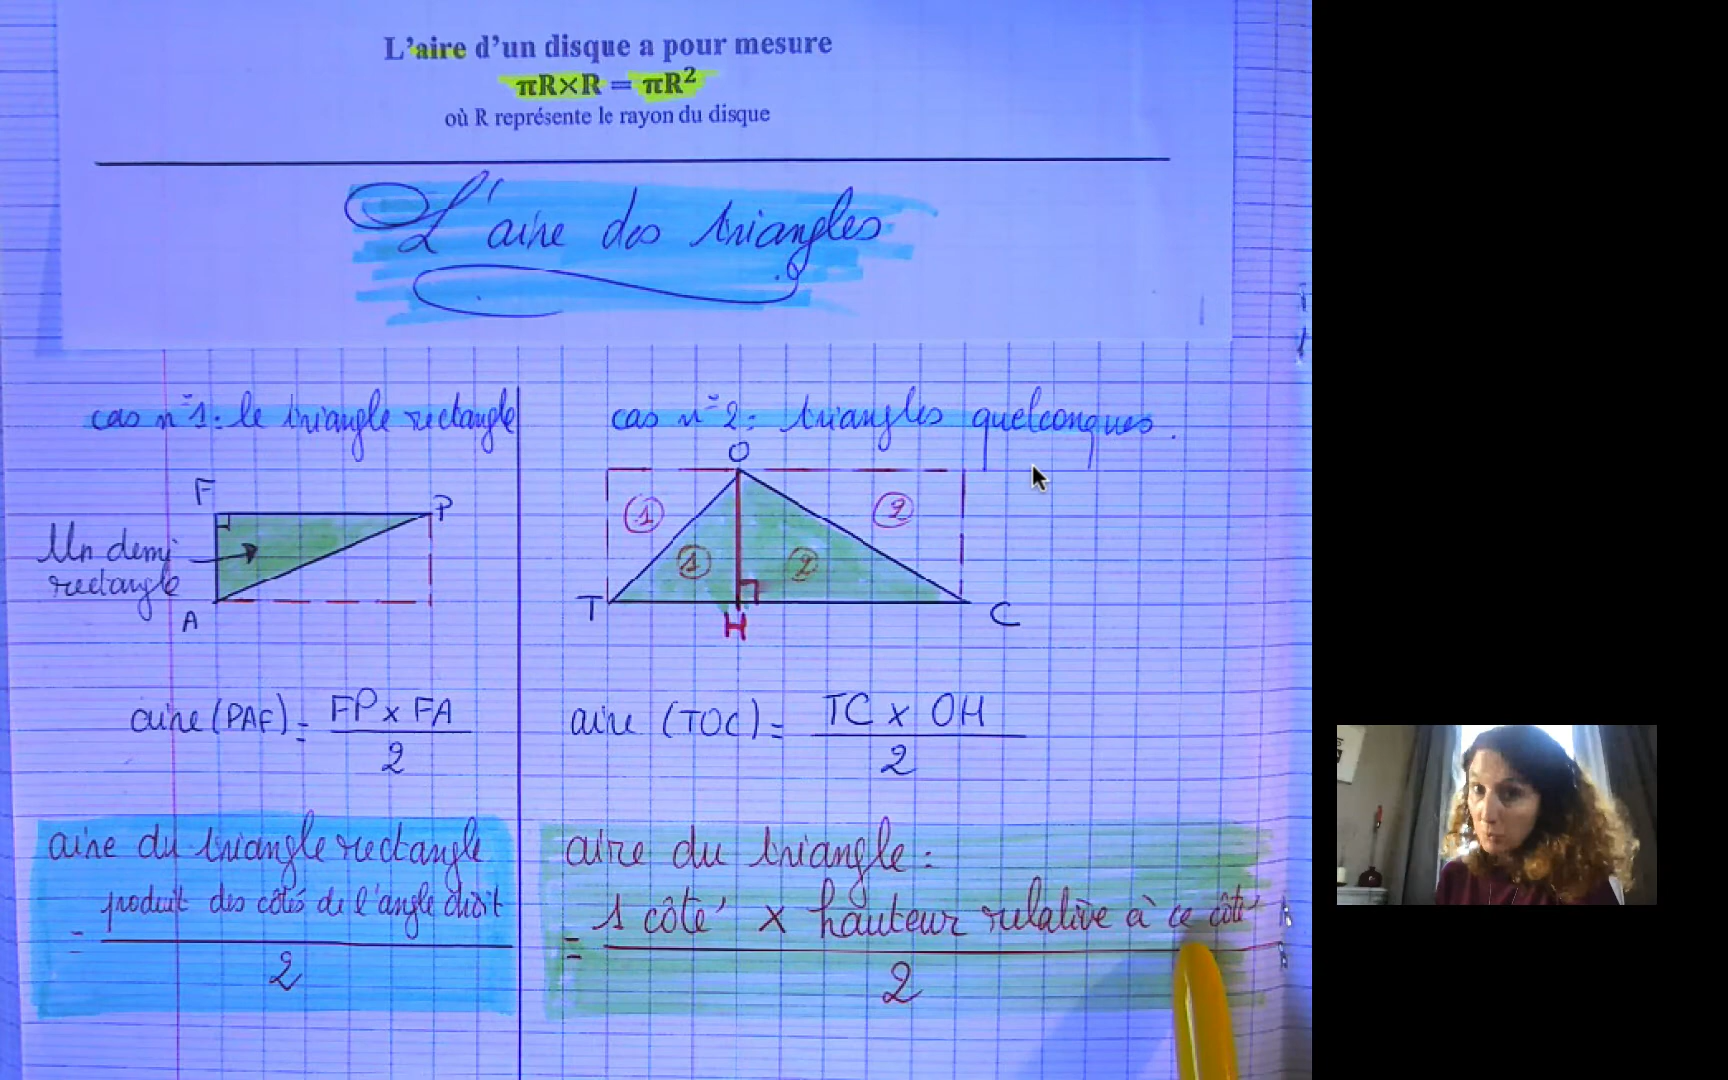 L'aire d'un disque a pour mesure
πR×R = πR²
où R représente le rayon du disque
L'aire des triangles
cas n°1: le triangle rectangle
F
P
Un demi
rectangle
A
aire (PAF) = FP x FA
2
aire du triangle rectangle
= produit des côtés de l'angle droit
2
cas n°2: triangles quelconques.
O
1
2
1
2
T
H
C
aire (TOC) = TC x OH
2
aire du triangle:
= 1 côté x hauteur relative à ce côté
2